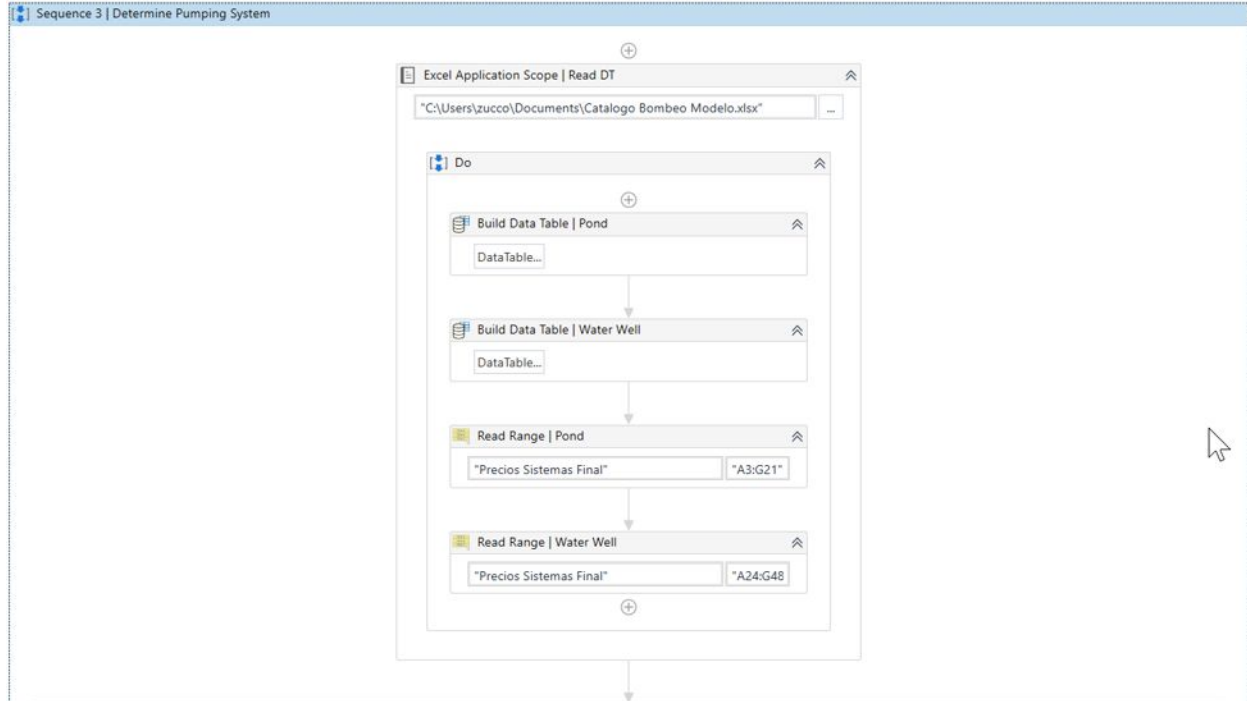 Sequence 3 | Determine Pumping System
Excel Application Scope | Read DT
"C:\Users\zucco\Documents\Catalogo Bombeo Modelo.xlsx"
...
Do
Build Data Table | Pond
DataTable...
Build Data Table | Water Well
DataTable...
Read Range | Pond
"Precios Sistemas Final" "A3:G21"
Read Range | Water Well
"Precios Sistemas Final" "A24:G48